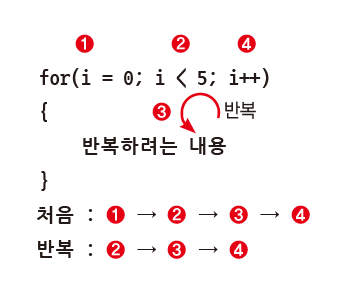 ❶ ❷ ❹
for(i = 0; i < 5; i++)
{
❸ 반복
반복하려는 내용
}
처음 : ❶ → ❷ → ❸ → ❹
반복 : ❷ → ❸ → ❹